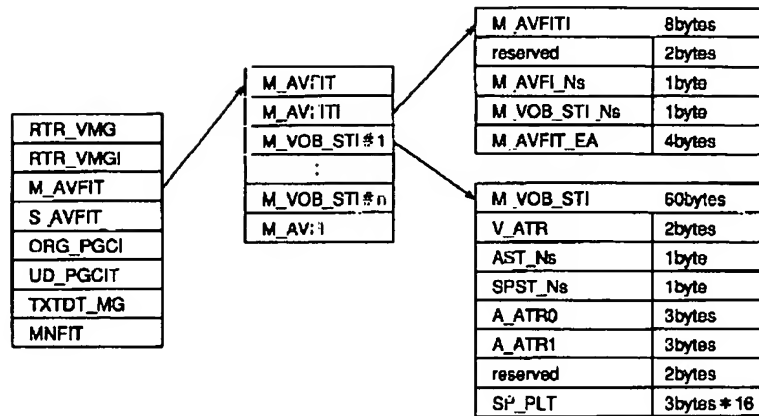 RTR_VMG
RTR_VMGI
M_AVFIT
S_AVFIT
ORG_PGCI
UD_PGCIT
TXTDT_MG
MNFIT
M_AVFIT
M_VOB_STI #1
:
M_VOB_STI #n
M_AVFITI 8bytes
reserved 2bytes
M_AVFI_Ns 1byte
M_VOB_STI_Ns 1byte
M_AVFIT_EA 4bytes
M_VOB_STI 60bytes
V_ATR 2bytes
AST_Ns 1byte
SPST_Ns 1byte
A_ATR0 3bytes
A_ATR1 3bytes
reserved 2bytes
SP_PLT 3bytes * 16